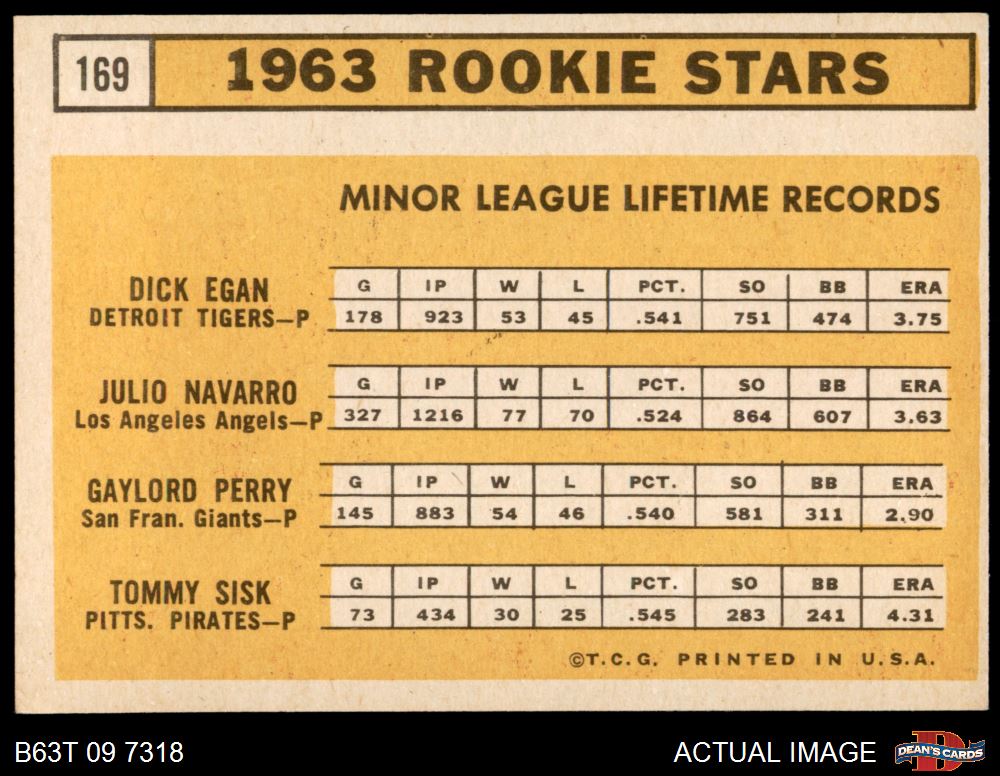 169 1963 ROOKIE STARS
MINOR LEAGUE LIFETIME RECORDS
DICK EGAN G IP W L PCT. SO BB ERA
DETROIT TIGERS—P 178 923 53 45 .541 751 474 3.75
JULIO NAVARRO G IP W L PCT. SO BB ERA
Los Angeles Angels—P 327 1216 77 70 .524 864 607 3.63
GAYLORD PERRY G IP W L PCT. SO BB ERA
San Fran. Giants—P 145 883 54 46 .540 581 311 2.90
TOMMY SISK G IP W L PCT. SO BB ERA
PITTS. PIRATES—P 73 434 30 25 .545 283 241 4.31
©T.C.G. PRINTED IN U.S.A.
B63T 09 7318 ACTUAL IMAGE DEAN'S CARDS